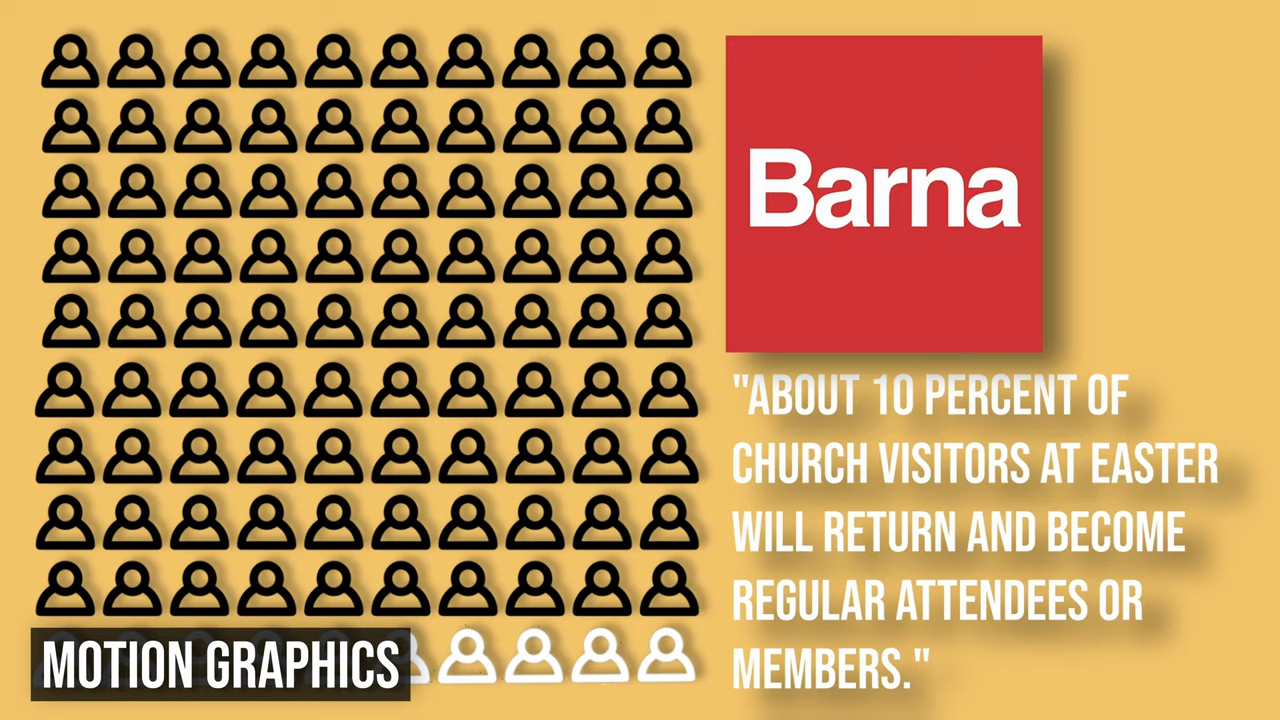 Barna
"ABOUT 10 PERCENT OF
CHURCH VISITORS AT EASTER
WILL RETURN AND BECOME
REGULAR ATTENDEES OR
MEMBERS."
MOTION GRAPHICS